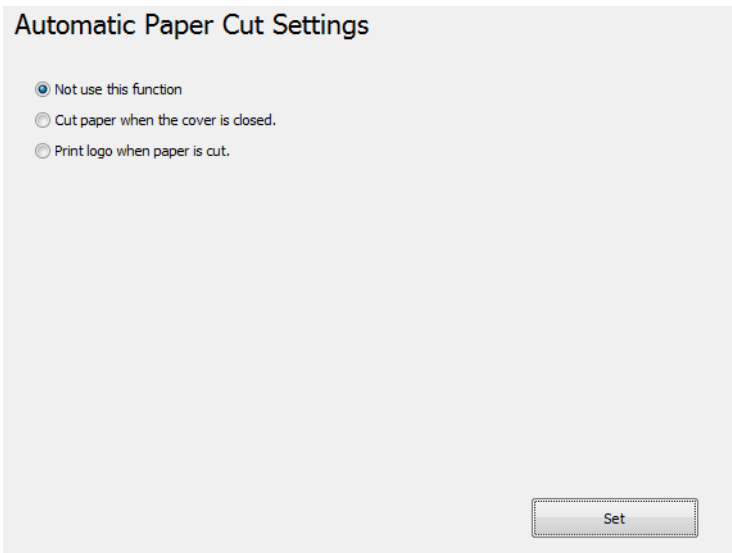 Automatic Paper Cut Settings
Not use this function
Cut paper when the cover is closed.
Print logo when paper is cut.
Set